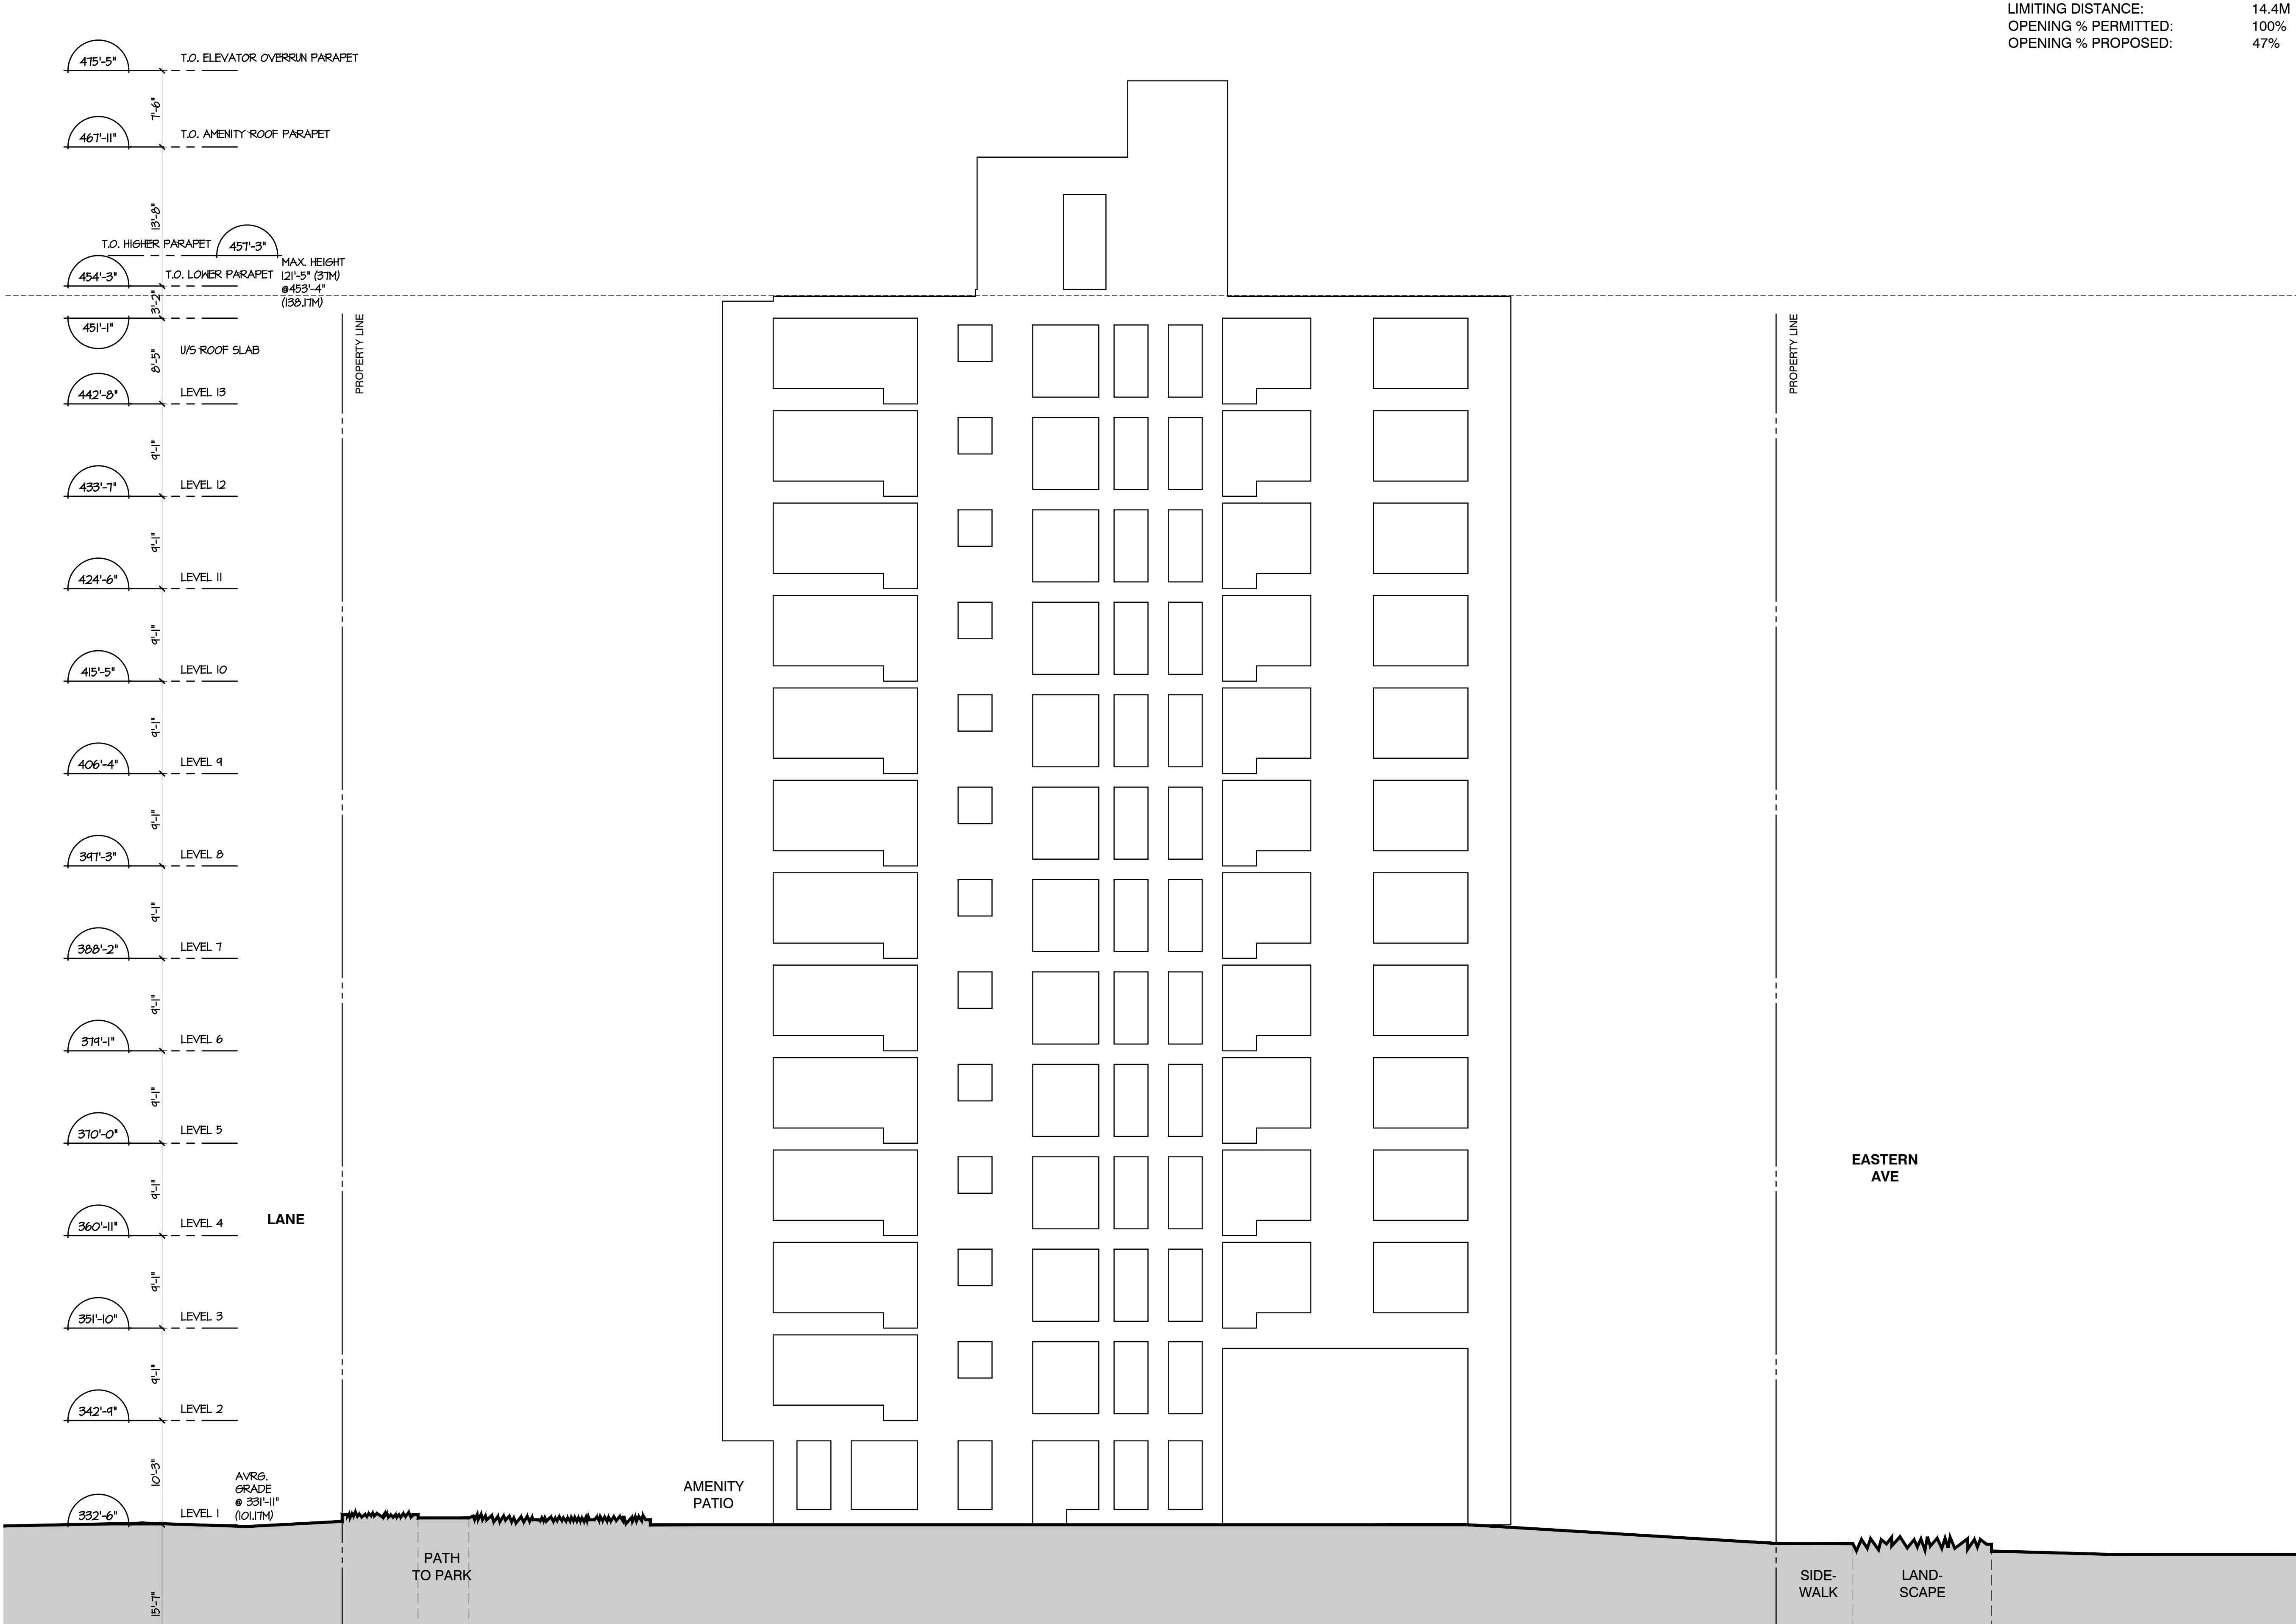 LIMITING DISTANCE: 14.4M
OPENING % PERMITTED: 100%
OPENING % PROPOSED: 47%
475'-5" T.O. ELEVATOR OVERRUN PARAPET
7'-6"
467'-11" T.O. AMENITY ROOF PARAPET
13'-8"
T.O. HIGHER PARAPET 457'-3"
454'-3" T.O. LOWER PARAPET
MAX. HEIGHT
121'-5" (37M)
@453'-4"
(138.17M)
3'-2"
451'-1"
U/S ROOF SLAB
8'-5"
PROPERTY LINE
PROPERTY LINE
442'-8" LEVEL 13
9'-1"
433'-7" LEVEL 12
9'-1"
424'-6" LEVEL 11
9'-1"
415'-5" LEVEL 10
9'-1"
406'-4" LEVEL 9
9'-1"
397'-3" LEVEL 8
9'-1"
388'-2" LEVEL 7
9'-1"
379'-1" LEVEL 6
9'-1"
370'-0" LEVEL 5
9'-1"
EASTERN
AVE
360'-11" LEVEL 4
LANE
9'-1"
351'-10" LEVEL 3
9'-1"
342'-9" LEVEL 2
10'-3"
AVRG.
GRADE
@ 331'-11"
(101.17M)
332'-6" LEVEL 1
AMENITY
PATIO
PATH
TO PARK
SIDE-
WALK
LAND-
SCAPE
15'-7"